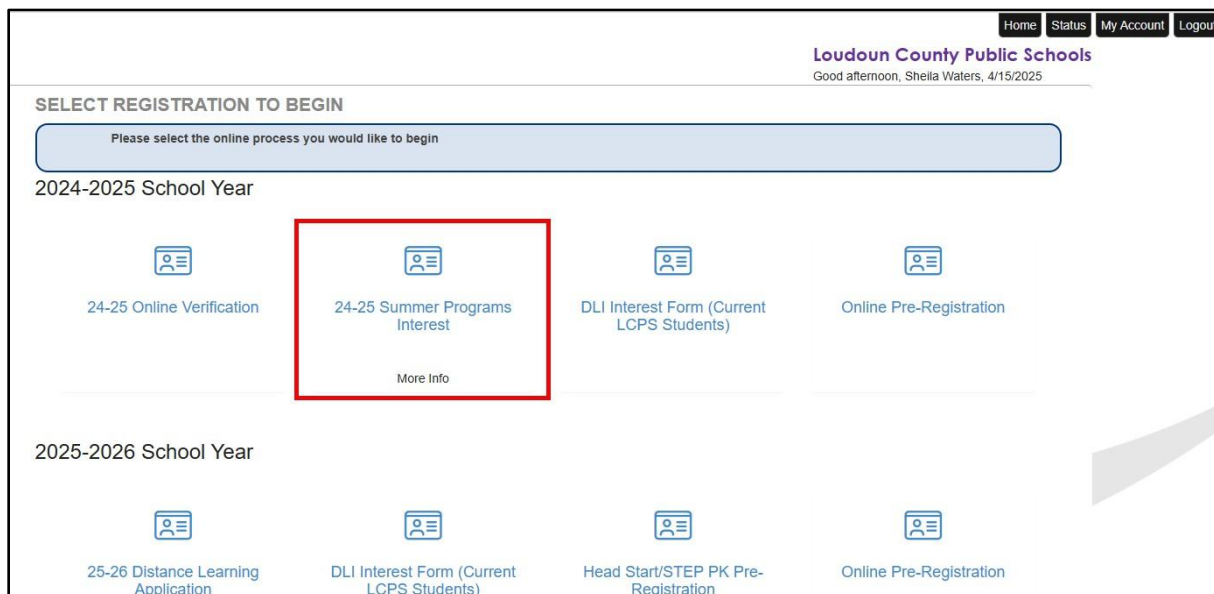 Home Status My Account Logout
Loudoun County Public Schools
Good afternoon, Sheila Waters, 4/15/2025
SELECT REGISTRATION TO BEGIN
Please select the online process you would like to begin
2024-2025 School Year
24-25 Online Verification
24-25 Summer Programs
Interest
More Info
DLI Interest Form (Current
LCPS Students)
Online Pre-Registration
2025-2026 School Year
25-26 Distance Learning
Application
DLI Interest Form (Current
LCPS Students)
Head Start/STEP PK Pre-
Registration
Online Pre-Registration